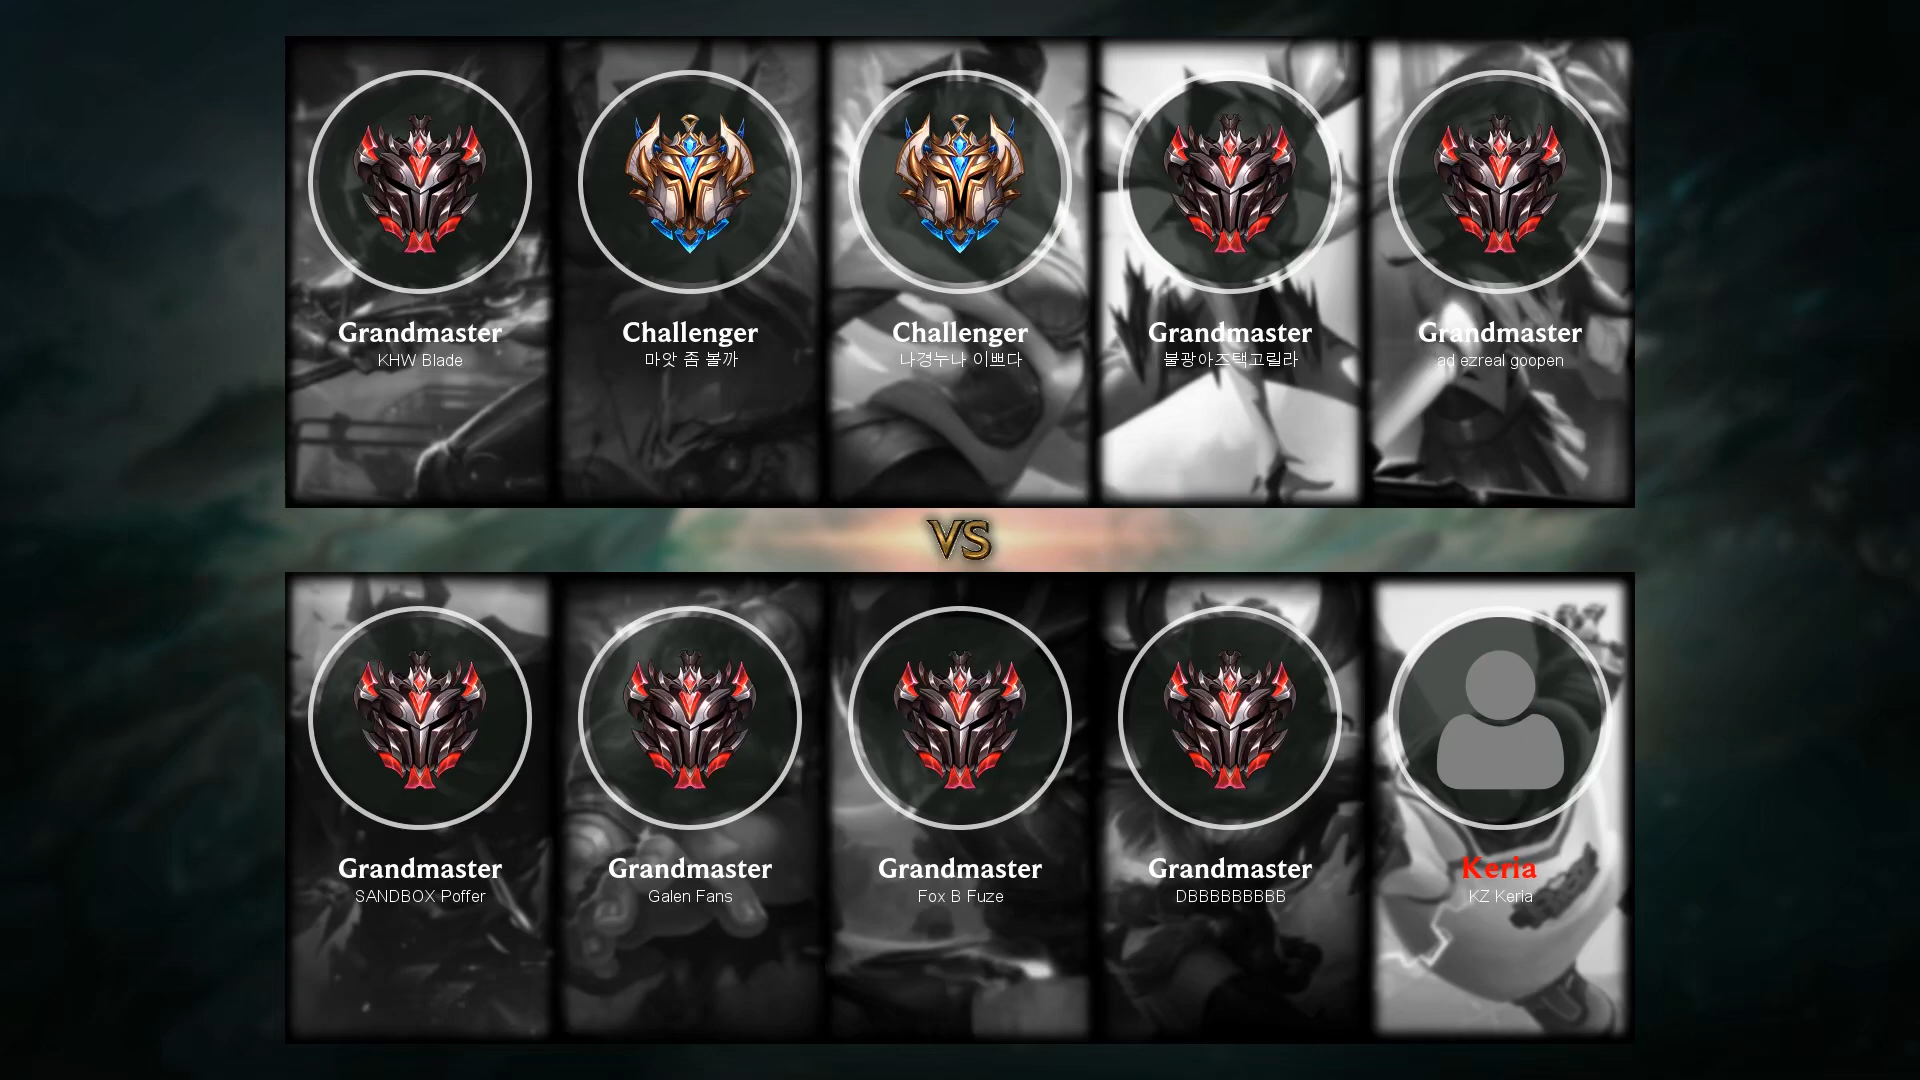 Grandmaster
KHW Blade
Challenger
마앗 좀 볼까
Challenger
나경누나 이쁘다
Grandmaster
불광아즈택고릴라
Grandmaster
ad ezreal goopen
VS
Grandmaster
SANDBOX Poffer
Grandmaster
Galen Fans
Grandmaster
Fox B Fuze
Grandmaster
DBBBBBBBBB
Keria
KZ Keria